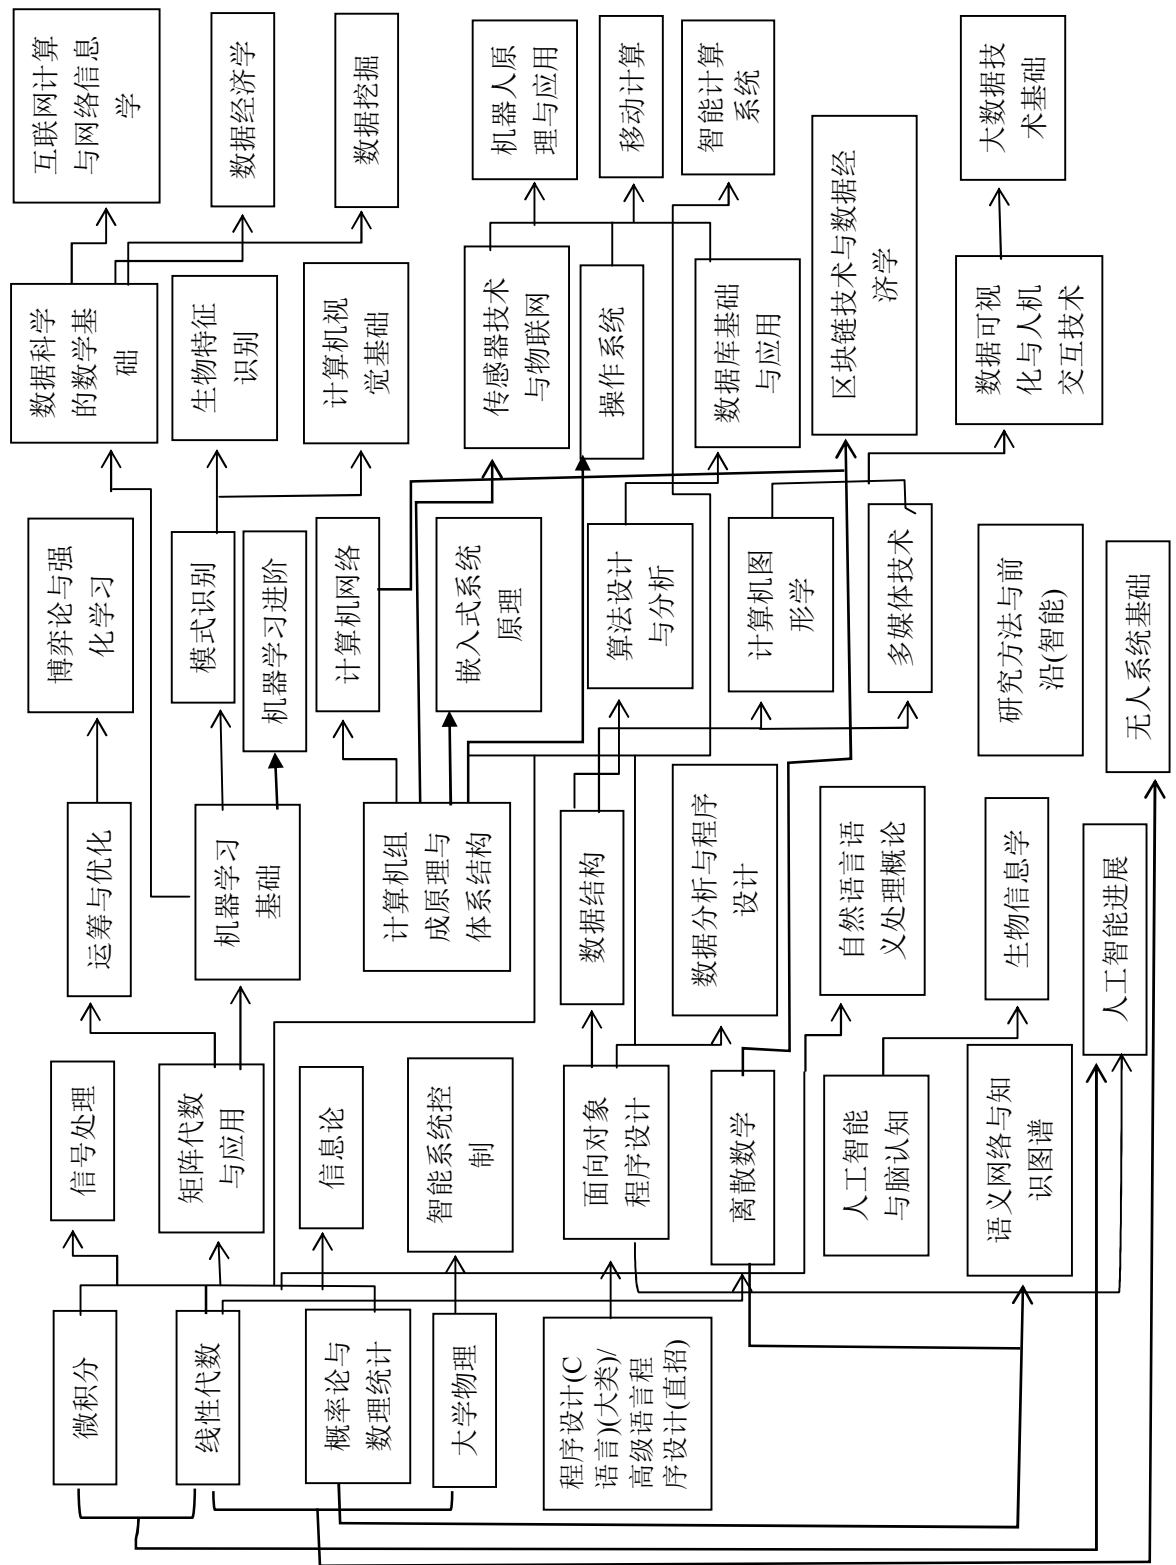 微积分
线性代数
概率论与
数理统计
大学物理
程序设计(C
语言)(大类)/
高级语言程
序设计(直招)
信号处理
矩阵代数
与应用
信息论
智能系统控
制
面向对象
程序设计
离散数学
人工智能
与脑认知
语义网络与知
识图谱
运筹与优化
机器学习
基础
计算机组
成原理与
体系结构
数据结构
数据分析与程序
设计
自然语言语
义处理概论
生物信息学
人工智能进展
博弈论与强
化学习
模式识别
机器学习进阶
计算机网络
嵌入式系统
原理
算法设计
与分析
计算机图
形学
多媒体技术
研究方法与前
沿(智能)
无人系统基础
数据科学
的数学基
础
生物特征
识别
计算机视
觉基础
传感器技术
与物联网
操作系统
数据库基础
与应用
区块链技术与数据经
济学
数据可视
化与人机
交互技术
互联网计算
与网络信息
学
数据经济学
数据挖掘
机器人原
理与应用
移动计算
智能计算
系统
大数据技
术基础